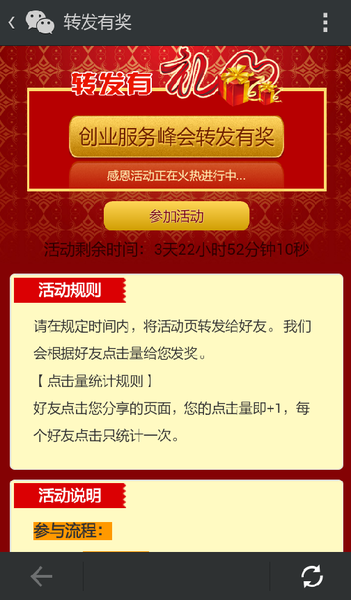 转发有奖
转发有礼
创业服务峰会转发有奖
感恩活动正在火热进行中...
参加活动
活动剩余时间：3天22小时52分钟10秒
活动规则
请在规定时间内，将活动页转发给好友。我们
会根据好友点击量给您发奖。
【点击量统计规则】
好友点击您分享的页面，您的点击量即+1，每
个好友点击只统计一次。
活动说明
参与流程：